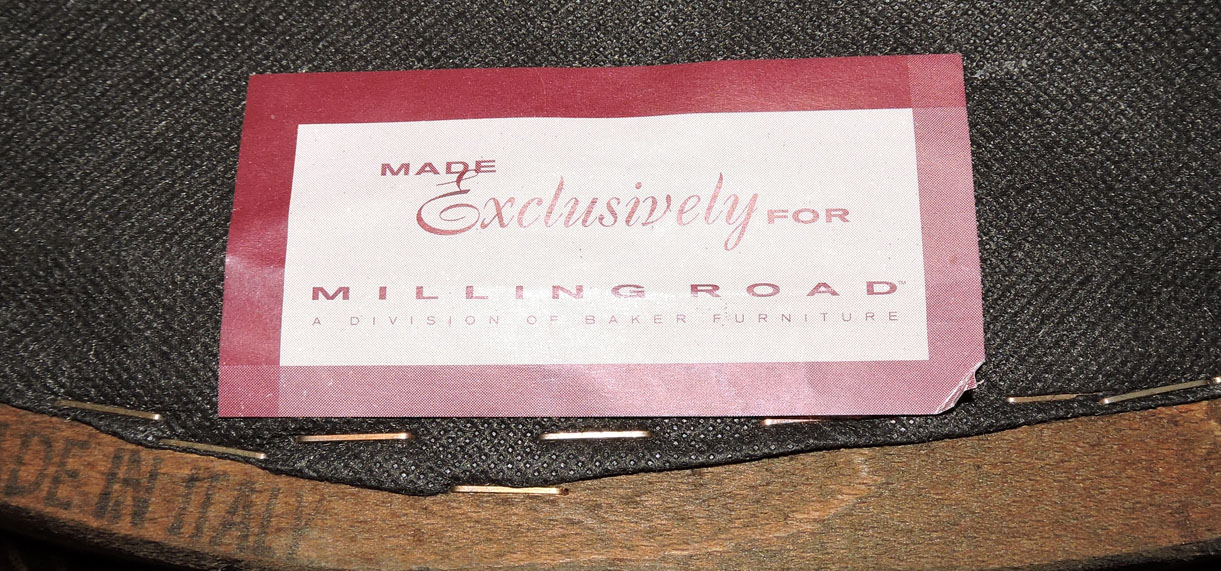 MADE
Exclusively FOR
MILLING ROAD™
A DIVISION OF BAKER FURNITURE
DE IN ITALY